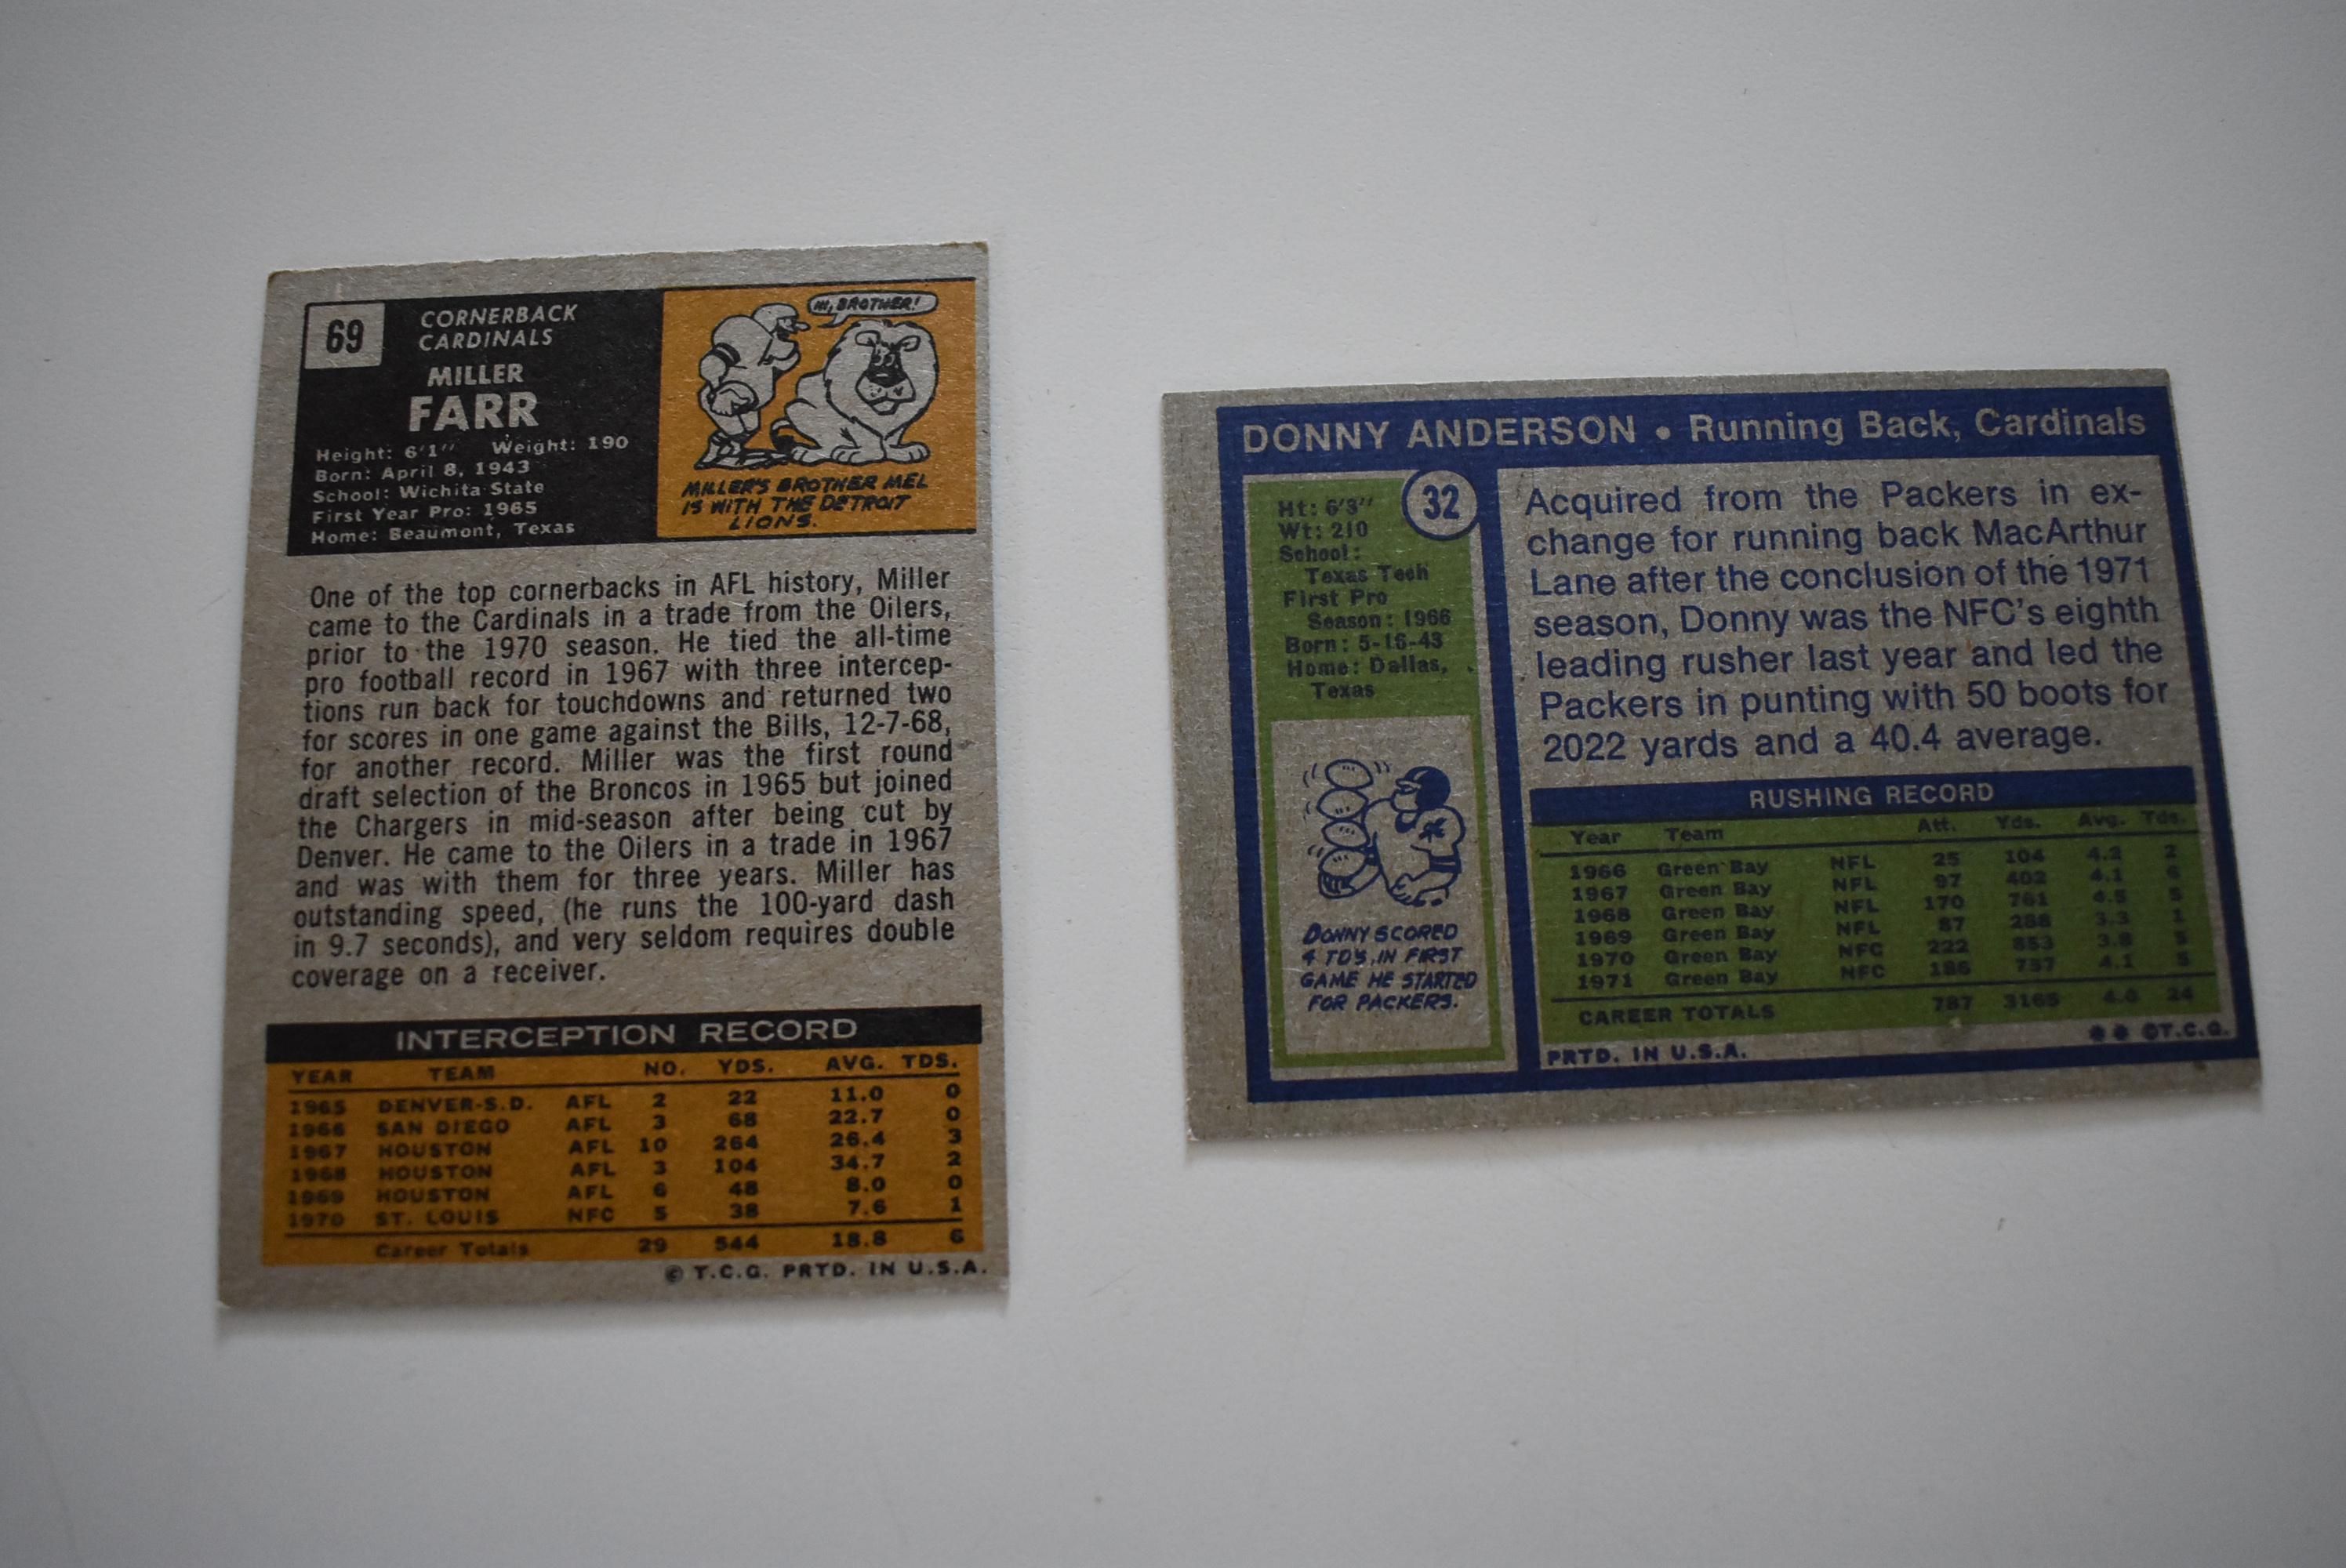 69
CORNERBACK
CARDINALS
MILLER
FARR
Height: 6'1" Weight: 190
Born: April 8, 1943
School: Wichita State
First Year Pro: 1965
Home: Beaumont, Texas
HI, BROTHER!
MILLER'S BROTHER MEL
IS WITH THE DETROIT
LIONS.
One of the top cornerbacks in AFL history, Miller
came to the Cardinals in a trade from the Oilers,
prior to the 1970 season. He tied the all-time
pro football record in 1967 with three intercep-
tions run back for touchdowns and returned two
for scores in one game against the Bills, 12-7-68,
for another record. Miller was the first round
draft selection of the Broncos in 1965 but joined
the Chargers in mid-season after being cut by
Denver. He came to the Oilers in a trade in 1967
and was with them for three years. Miller has
outstanding speed, (he runs the 100-yard dash
in 9.7 seconds), and very seldom requires double
coverage on a receiver.
INTERCEPTION RECORD
YEAR TEAM NO. YDS. AVG. TDS.
1965 DENVER-S.D. AFL 2 22 11.0 0
1966 SAN DIEGO AFL 3 68 22.7 0
1967 HOUSTON AFL 10 264 26.4 3
1968 HOUSTON AFL 3 104 34.7 2
1969 HOUSTON AFL 6 48 8.0 0
1970 ST. LOUIS NFC 5 38 7.6 1
Career Totals 29 544 18.8 6
© T.C.G. PRTD. IN U.S.A.
DONNY ANDERSON • Running Back, Cardinals
32
Ht: 6'3"
Wt: 210
School:
Texas Tech
First Pro
Season: 1966
Born: 5-16-43
Home: Dallas,
Texas
DONNY SCORED
4 TD'S IN FIRST
GAME HE STARTED
FOR PACKERS.
Acquired from the Packers in ex-
change for running back MacArthur
Lane after the conclusion of the 1971
season, Donny was the NFC's eighth
leading rusher last year and led the
Packers in punting with 50 boots for
2022 yards and a 40.4 average.
RUSHING RECORD
Year Team Att. Yds. Avg. Tds.
1966 Green Bay NFL 25 104 4.2 2
1967 Green Bay NFL 97 402 4.1 6
1968 Green Bay NFL 170 761 4.5 5
1969 Green Bay NFL 87 288 3.3 1
1970 Green Bay NFC 222 853 3.8 5
1971 Green Bay NFC 186 757 4.1 5
CAREER TOTALS 787 3165 4.0 24
PRTD. IN U.S.A. ** ©T.C.G.